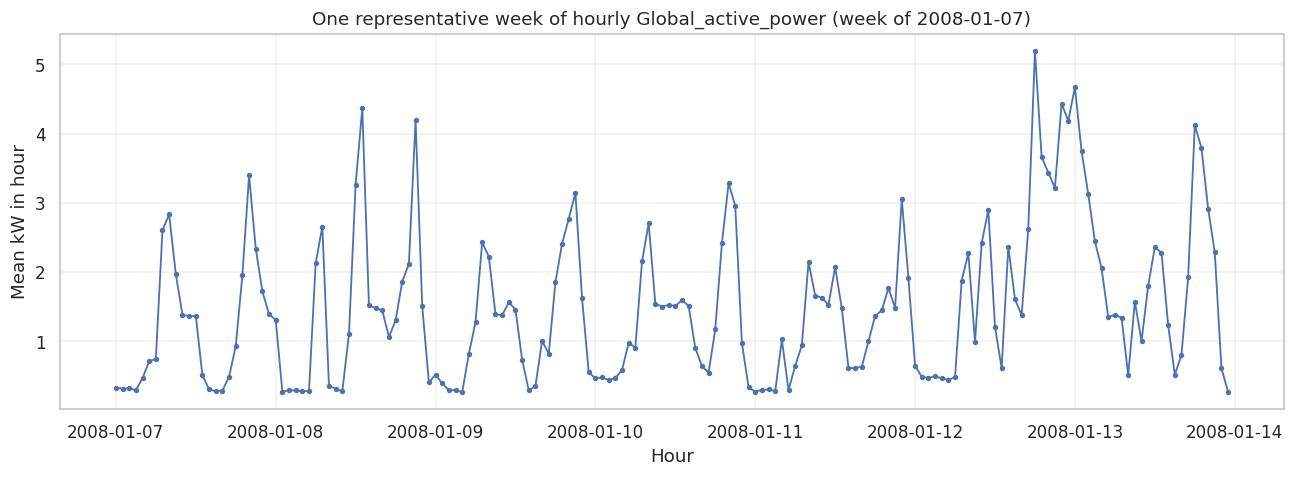 One representative week of hourly Global_active_power (week of 2008-01-07)
Mean kW in hour
5
4
3
2
1
2008-01-07 2008-01-08 2008-01-09 2008-01-10 2008-01-11 2008-01-12 2008-01-13 2008-01-14
Hour